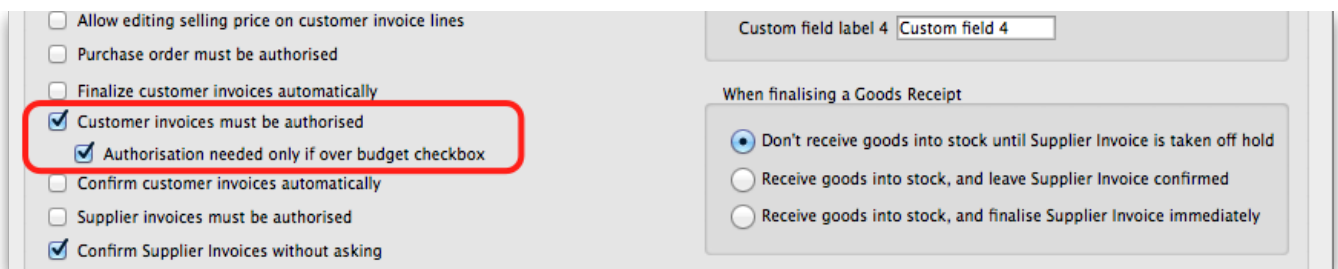 Allow editing selling price on customer invoice lines
Purchase order must be authorised
Finalize customer invoices automatically
Customer invoices must be authorised
Authorisation needed only if over budget checkbox
Confirm customer invoices automatically
Supplier invoices must be authorised
Confirm Supplier Invoices without asking
Custom field label 4 Custom field 4
When finalising a Goods Receipt
Don't receive goods into stock until Supplier Invoice is taken off hold
Receive goods into stock, and leave Supplier Invoice confirmed
Receive goods into stock, and finalise Supplier Invoice immediately